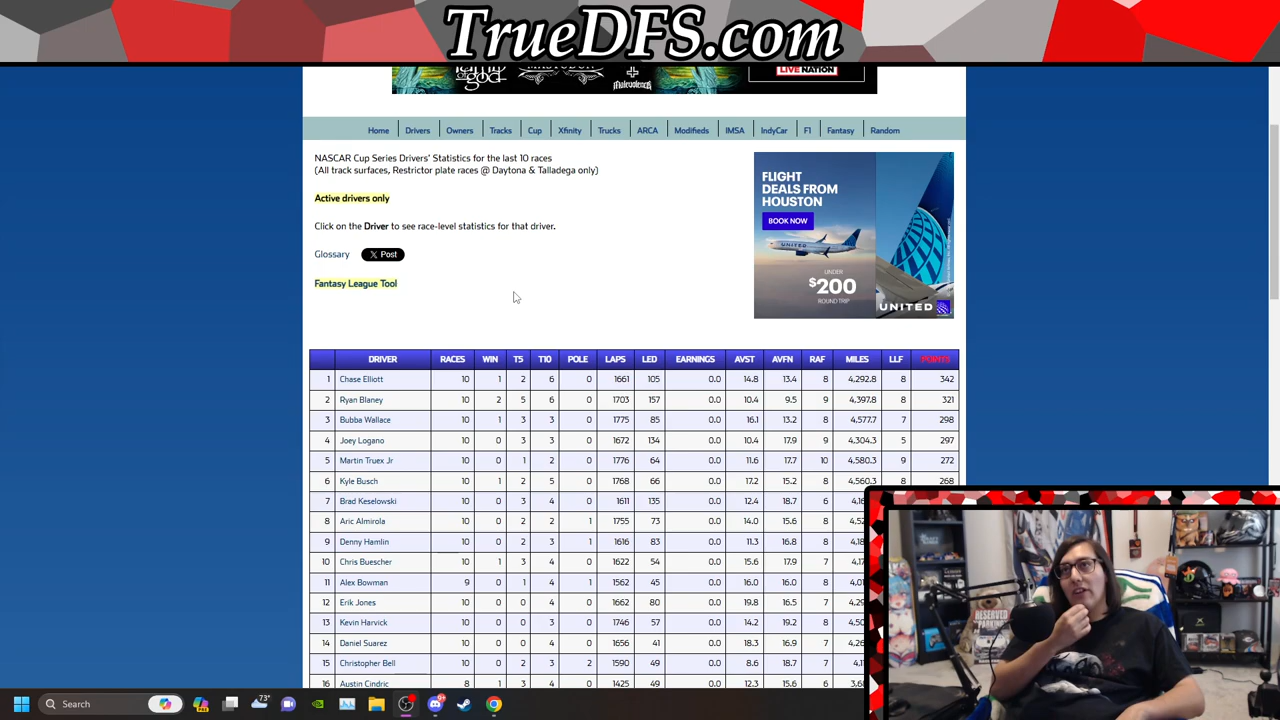 TrueDFS.com
lamb of god
MASTODON
Malevolence
LIVE NATION
Home Drivers Owners Tracks Cup Xfinity Trucks ARCA Modifieds IMSA IndyCar F1 Fantasy Random
NASCAR Cup Series Drivers' Statistics for the last 10 races
(All track surfaces, Restrictor plate races @ Daytona & Talladega only)
Active drivers only
Click on the Driver to see race-level statistics for that driver.
Glossary X Post
Fantasy League Tool
FLIGHT
DEALS FROM
HOUSTON
BOOK NOW
UNDER
$200
ROUND TRIP
UNITED
DRIVER RACES WIN T5 T10 POLE LAPS LED EARNINGS AVST AVFN RAF MILES LLF POINTS
1 Chase Elliott 10 1 2 6 0 1661 105 0.0 14.8 13.4 8 4,292.8 8 342
2 Ryan Blaney 10 2 5 6 0 1703 157 0.0 10.4 9.5 9 4,397.8 8 321
3 Bubba Wallace 10 1 3 3 0 1775 85 0.0 16.1 13.2 8 4,577.7 7 298
4 Joey Logano 10 0 3 3 0 1672 134 0.0 10.4 17.9 9 4,304.3 5 297
5 Martin Truex Jr 10 0 1 2 0 1776 64 0.0 11.6 17.7 10 4,580.3 9 272
6 Kyle Busch 10 1 2 5 0 1768 66 0.0 17.2 15.2 8 4,560.3 8 268
7 Brad Keselowski 10 0 3 4 0 1611 135 0.0 12.4 18.7 6
8 Aric Almirola 10 0 2 2 1 1755 73 0.0 14.0 15.6 8
9 Denny Hamlin 10 0 2 3 1 1616 83 0.0 11.3 16.8 8
10 Chris Buescher 10 1 3 4 0 1622 54 0.0 15.6 17.9 7
11 Alex Bowman 9 0 1 4 1 1562 45 0.0 16.0 16.0 8
12 Erik Jones 10 0 0 4 0 1662 80 0.0 19.8 16.5 7
13 Kevin Harvick 10 0 0 3 0 1746 57 0.0 14.2 19.2 8
14 Daniel Suarez 10 0 0 4 0 1656 41 0.0 18.3 16.9 7
15 Christopher Bell 10 0 2 3 2 1590 49 0.0 8.6 18.7 7
16 Austin Cindric 8 1 3 4 0 1425 49 0.0 12.3 15.6 6
RESERVED
PARKING
73°
Search